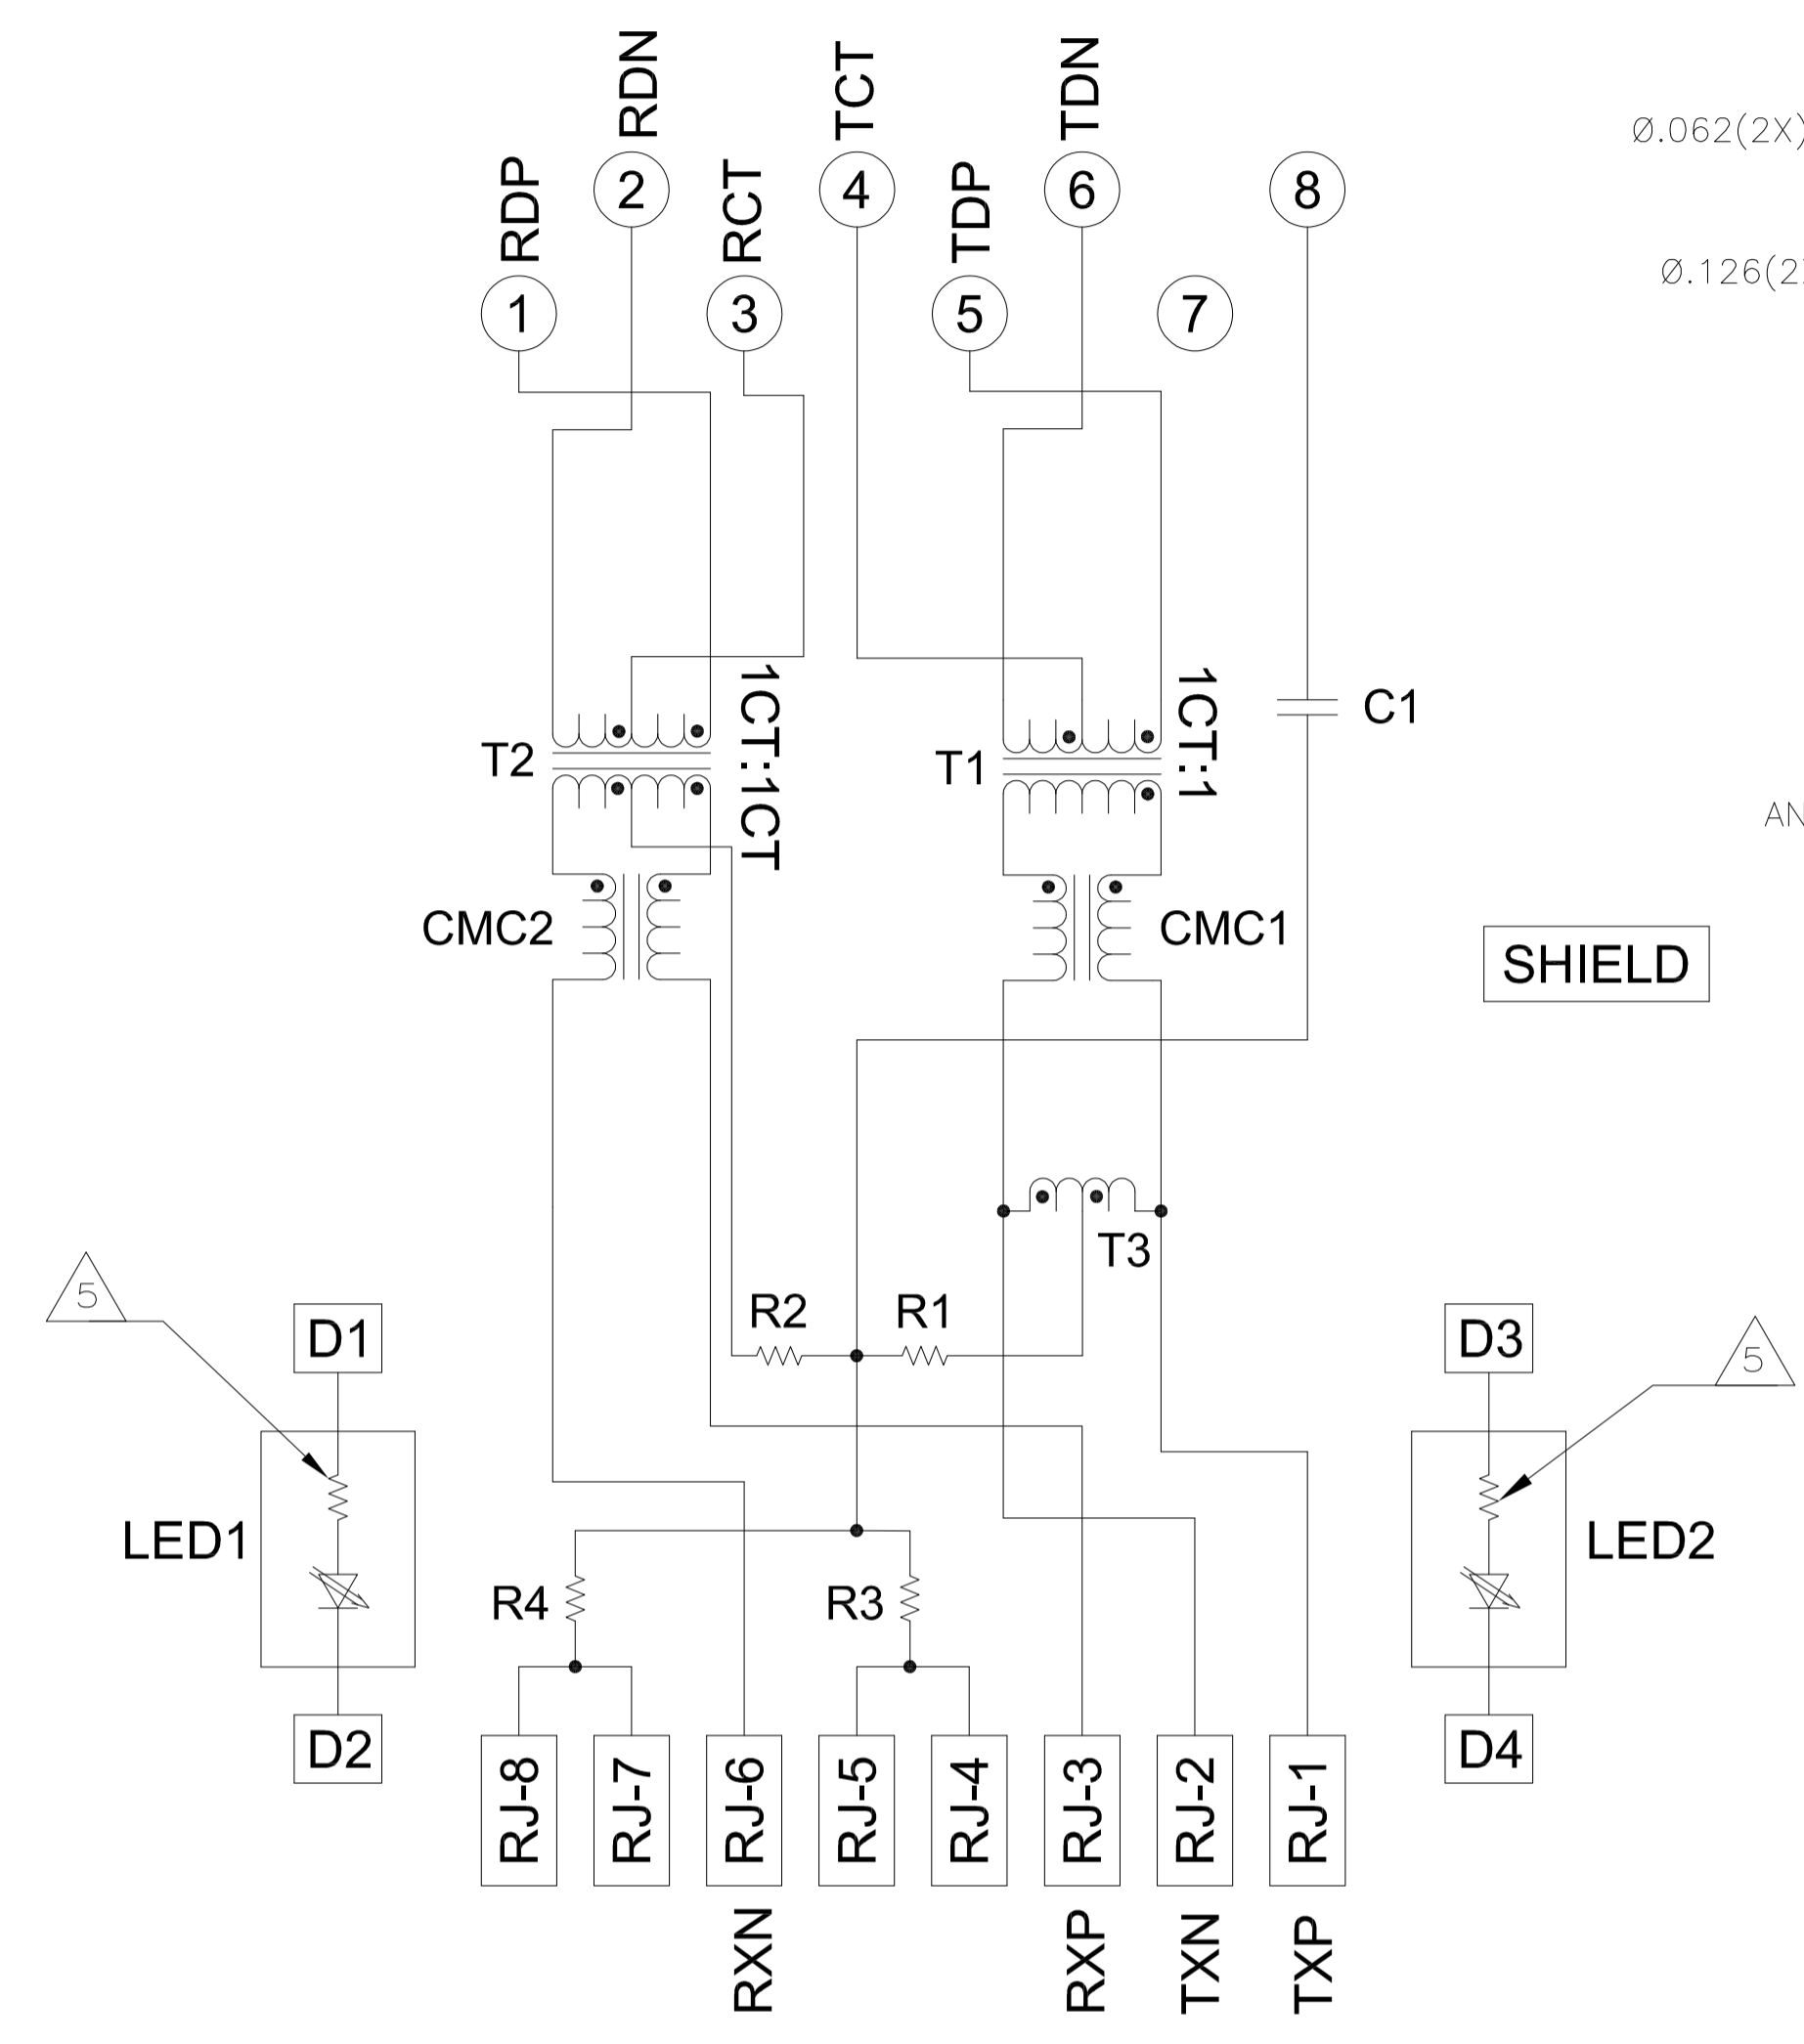 RDN
TCT
TDN
Ø.062(2X)
RDP
2
RCT
4
TDP
6
8
1
3
5
7
Ø.126(2
1CT:1CT
1CT:1
C1
T2
T1
AN
CMC2
CMC1
SHIELD
T3
5
D1
R2
R1
D3
5
LED1
LED2
R4
R3
D2
D4
RJ-8
RJ-7
RJ-6
RJ-5
RJ-4
RJ-3
RJ-2
RJ-1
RXN
RXP
TXN
TXP